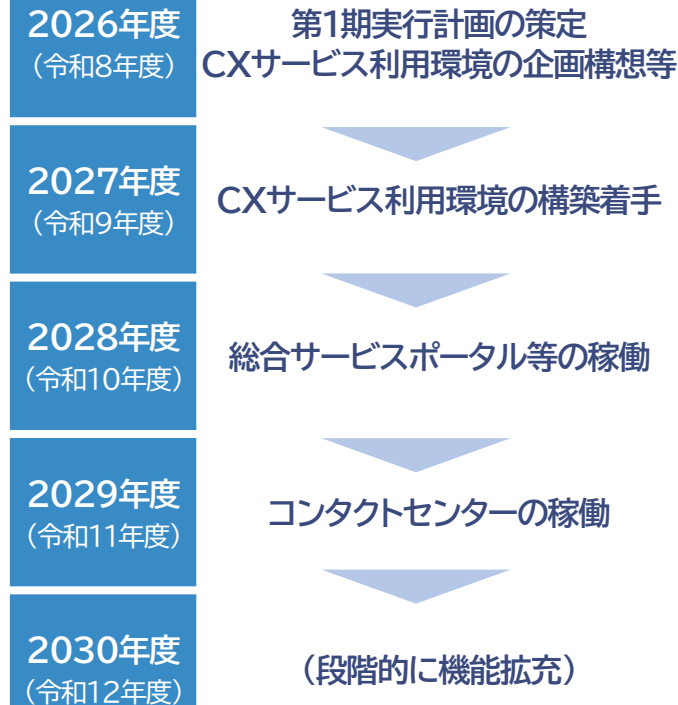 2026年度
（令和8年度）
第1期実行計画の策定
CXサービス利用環境の企画構想等
2027年度
（令和9年度）
CXサービス利用環境の構築着手
2028年度
（令和10年度）
総合サービスポータル等の稼働
2029年度
（令和11年度）
コンタクトセンターの稼働
2030年度
（令和12年度）
（段階的に機能拡充）